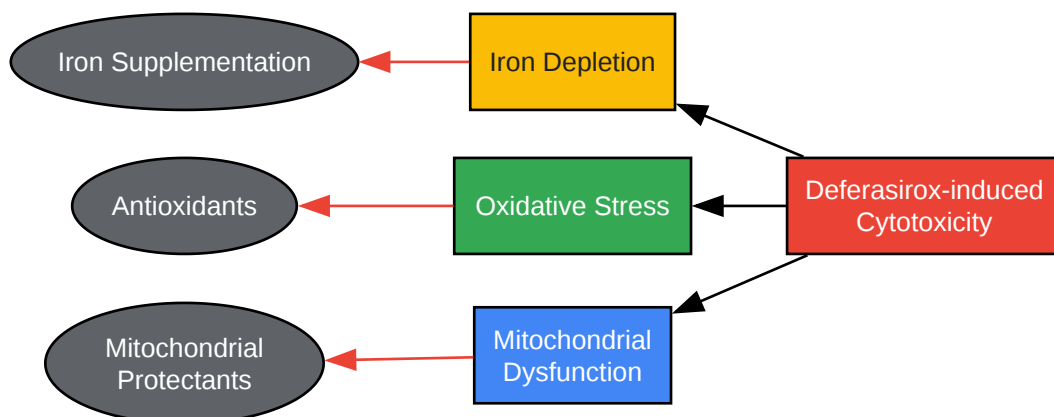 Iron Supplementation
Iron Depletion
Antioxidants
Oxidative Stress
Deferasirox-induced
Cytotoxicity
Mitochondrial
Protectants
Mitochondrial
Dysfunction